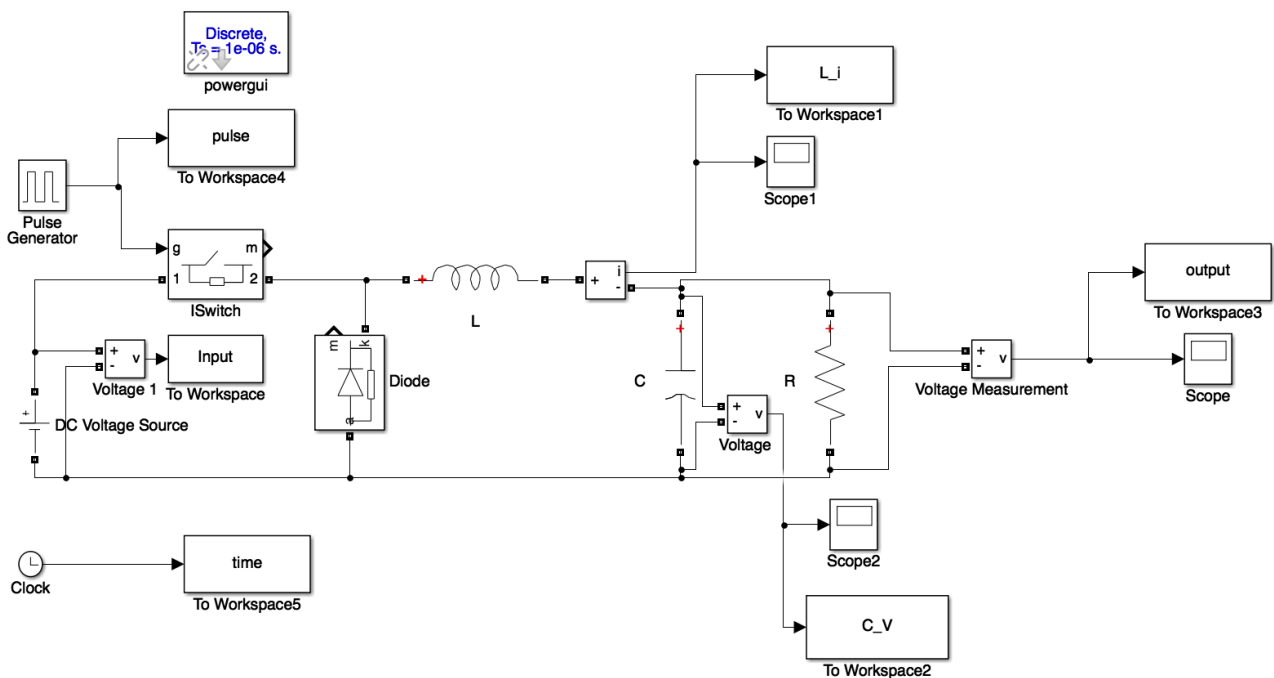 Discrete,
Ts = 1e-06 s.
powergui
L_i
To Workspace1
pulse
To Workspace4
Scope1
Pulse
Generator
g
m
1
2
ISwitch
+
i
-
L
output
To Workspace3
+
-
v
Voltage 1
Input
To Workspace
m
k
a
Diode
+
DC Voltage Source
C
R
+
-
v
Voltage
+
-
v
Voltage Measurement
Scope
Clock
time
To Workspace5
Scope2
C_V
To Workspace2